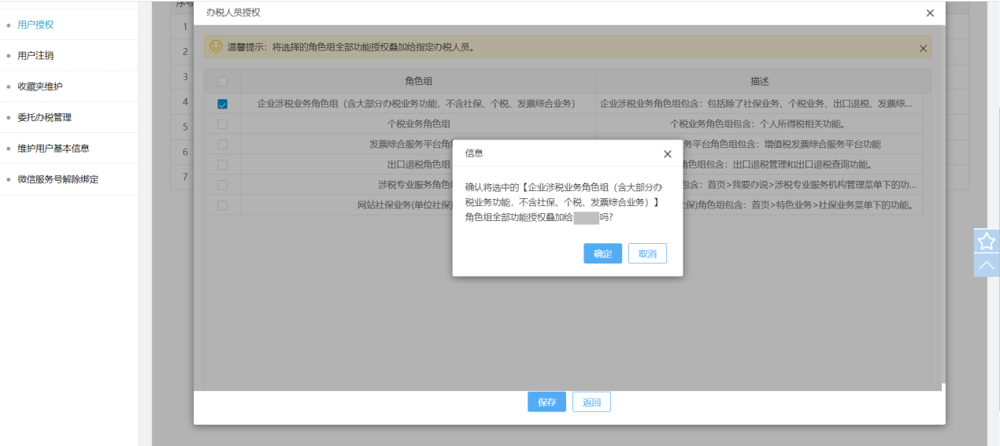 用户授权
用户注销
收藏夹维护
委托办税管理
维护用户基本信息
微信服务号解除绑定
序号
1
2
3
4
5
6
7
办税人员授权
温馨提示：将选择的角色组全部功能授权叠加给指定办税人员。
角色组 描述
企业涉税业务角色组（含大部分办税业务功能，不含社保、个税、发票综合业务） 企业涉税业务角色组包含：包括除了社保业务、个税业务、出口退税、发票综...
个税业务角色组 个税业务角色组包含：个人所得税相关功能。
发票综合服务平台角 务平台角色组包含：增值税发票综合服务平台功能
出口退税角色组 角色组包含：出口退税管理和出口退税查询功能。
涉税专业服务角色 包含：首页>我要办说>涉税专业服务机构管理菜单下的功...
网站社保业务(单位社保) 保)角色组包含：首页>特色业务>社保业务菜单下的功能。
信息
确认将选中的【企业涉税业务角色组（含大部分办
税业务功能，不含社保、个税、发票综合业务）】
角色组全部功能授权叠加给 吗?
确定 取消
保存 返回